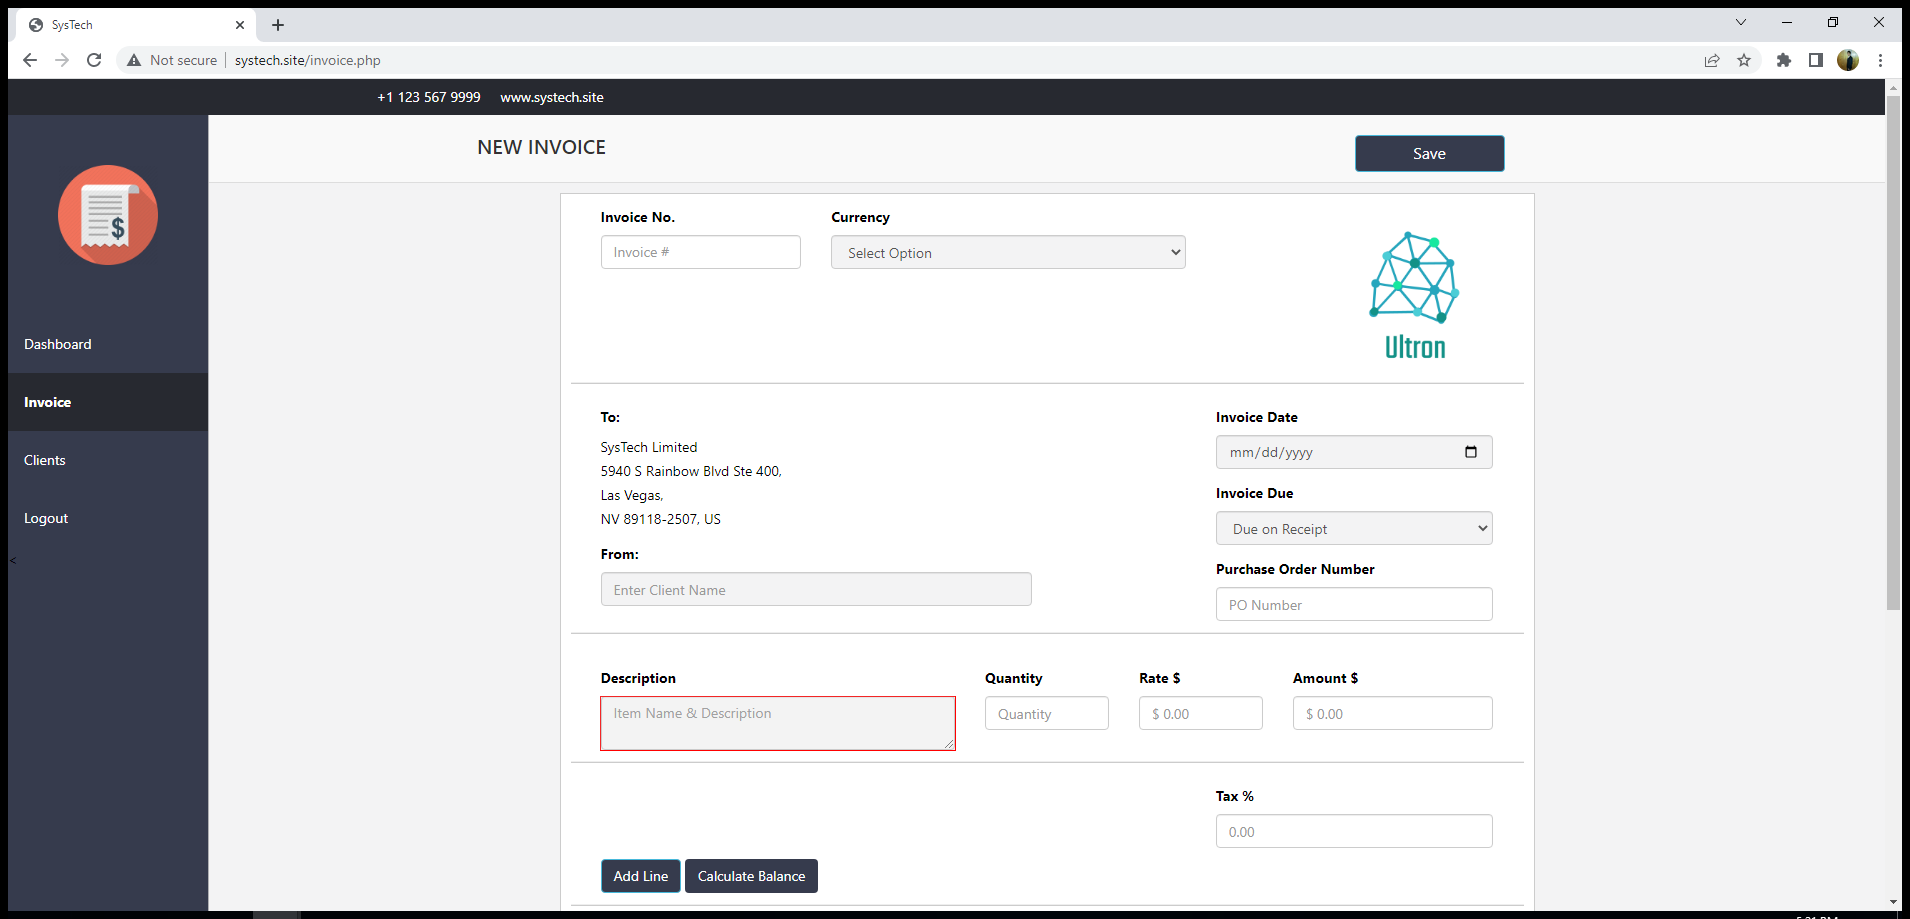 SysTech
Not secure
systech.site/invoice.php
+1 123 567 9999 www.systech.site
NEW INVOICE
Save
$
Dashboard
Invoice
Clients
Logout
<
Invoice No. Currency
Invoice # Select Option
Ultron
To:
SysTech Limited
5940 S Rainbow Blvd Ste 400,
Las Vegas,
NV 89118-2507, US
From:
Enter Client Name
Invoice Date
mm/dd/yyyy
Invoice Due
Due on Receipt
Purchase Order Number
PO Number
Description Quantity Rate $ Amount $
Item Name & Description Quantity $ 0.00 $ 0.00
Tax %
0.00
Add Line Calculate Balance